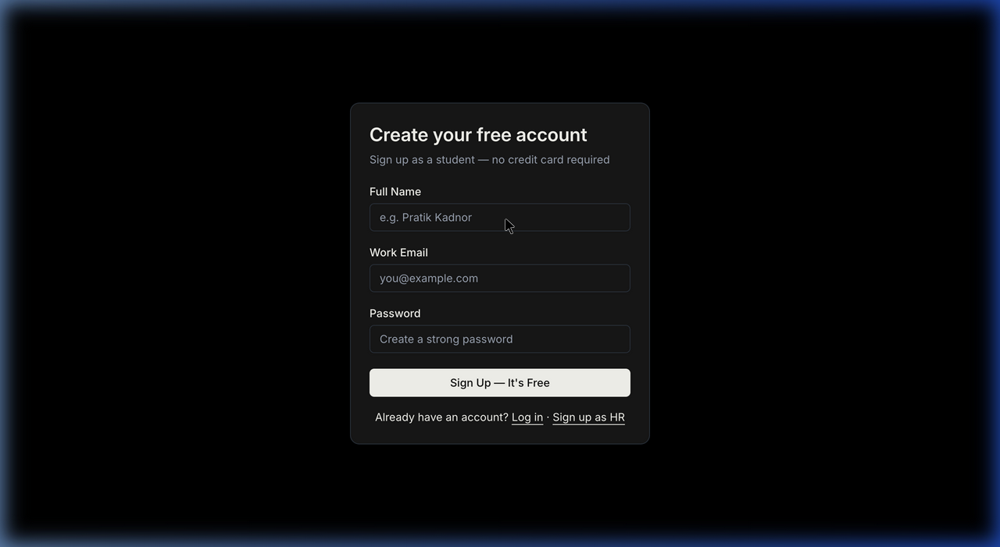 Create your free account
Sign up as a student — no credit card required
Full Name
e.g. Pratik Kadnor
Work Email
you@example.com
Password
Create a strong password
Sign Up — It's Free
Already have an account? Log in · Sign up as HR